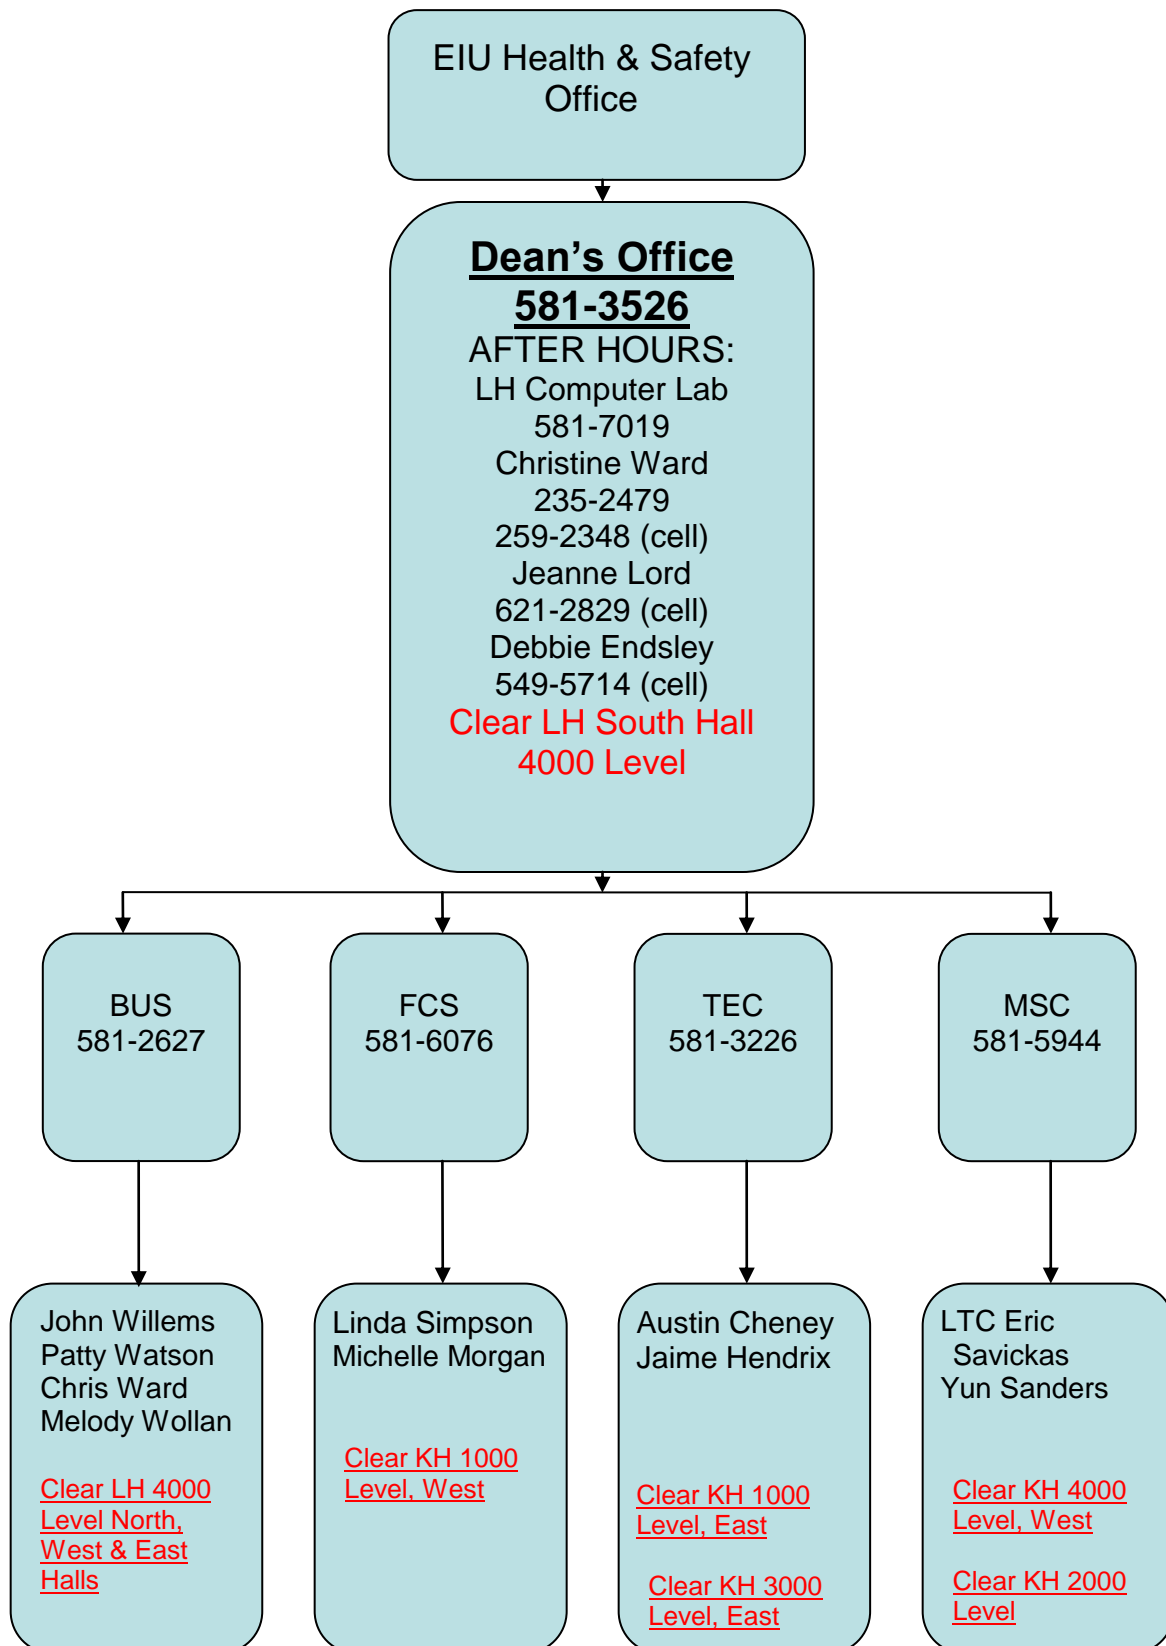 EIU Health & Safety
Office
Dean’s Office
581-3526
AFTER HOURS:
LH Computer Lab
581-7019
Christine Ward
235-2479
259-2348 (cell)
Jeanne Lord
621-2829 (cell)
Debbie Endsley
549-5714 (cell)
Clear LH South Hall
4000 Level
BUS
581-2627
FCS
581-6076
TEC
581-3226
MSC
581-5944
John Willems
Patty Watson
Chris Ward
Melody Wollan
Clear LH 4000
Level North,
West & East
Halls
Linda Simpson
Michelle Morgan
Clear KH 1000
Level, West
Austin Cheney
Jaime Hendrix
Clear KH 1000
Level, East
Clear KH 3000
Level, East
LTC Eric
Savickas
Yun Sanders
Clear KH 4000
Level, West
Clear KH 2000
Level